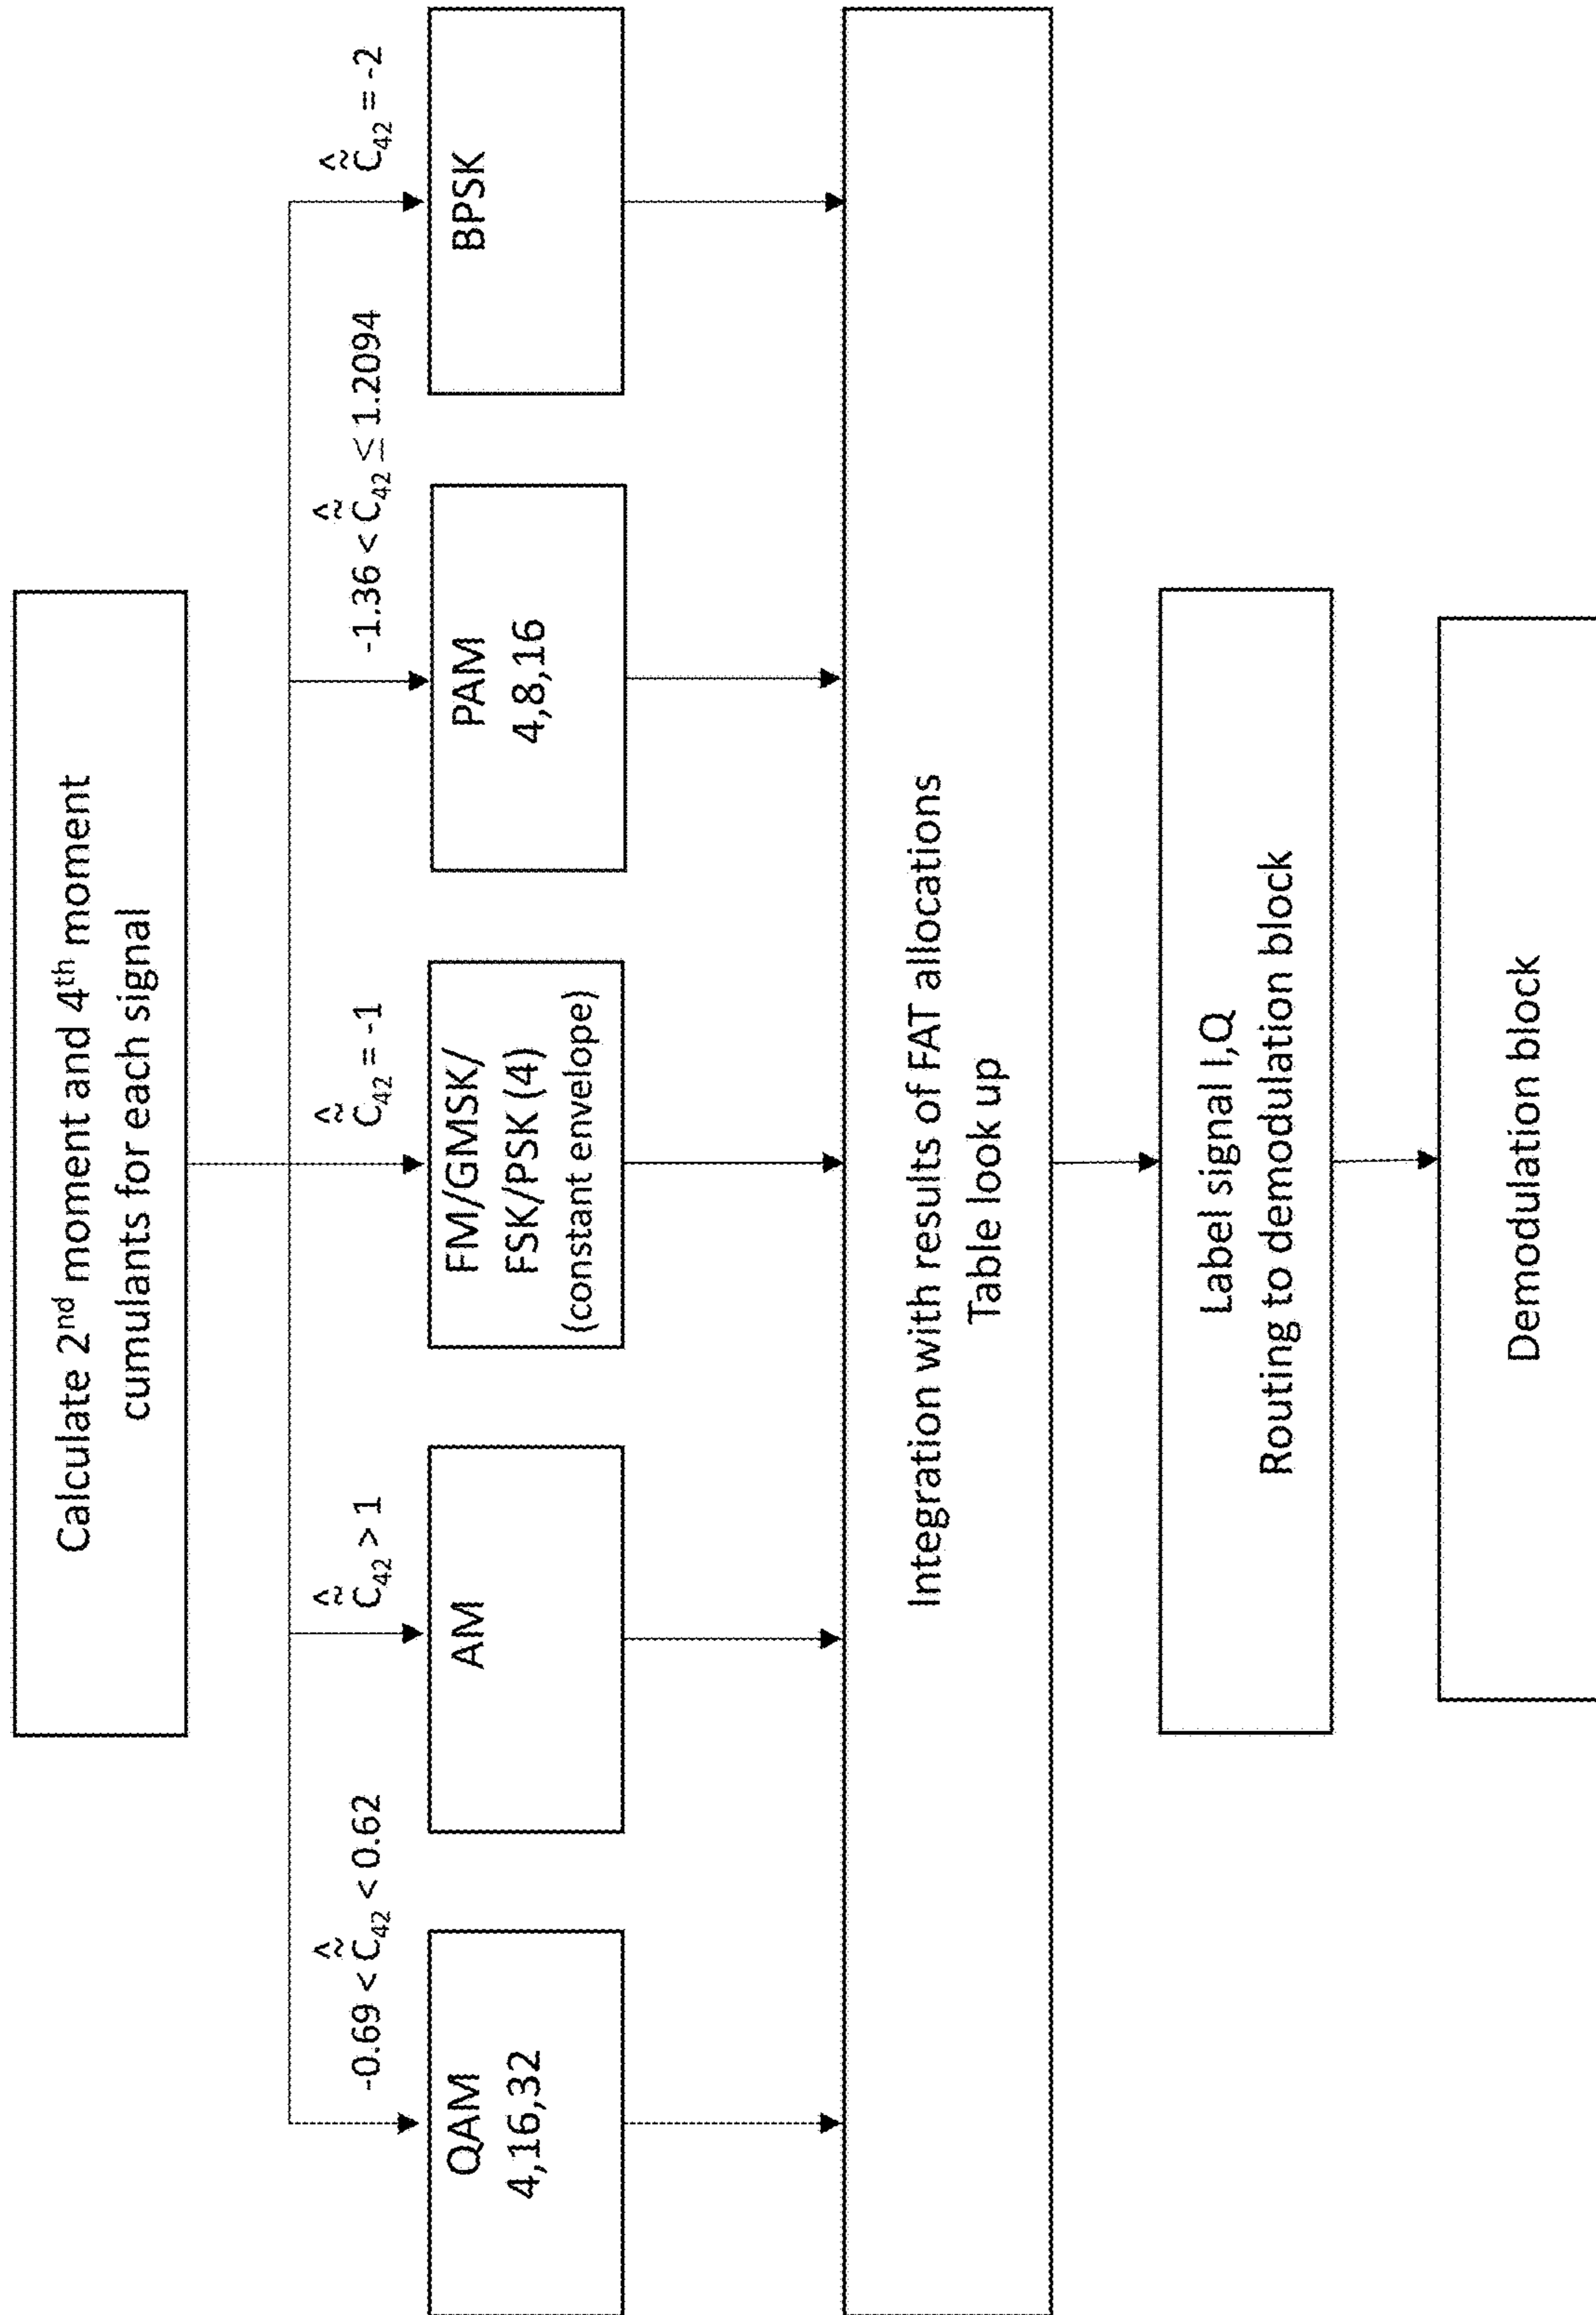 Calculate 2nd moment and 4th moment
cumulants for each signal
-0.69 < C̃̂42 < 0.62
C̃̂42 > 1
C̃̂42 = -1
-1.36 < C̃̂42 ≤ 1.2094
C̃̂42 = -2
QAM
4,16,32
AM
FM/GMSK/
FSK/PSK (4)
(constant envelope)
PAM
4,8,16
BPSK
Integration with results of FAT allocations
Table look up
Label signal I,Q
Routing to demodulation block
Demodulation block